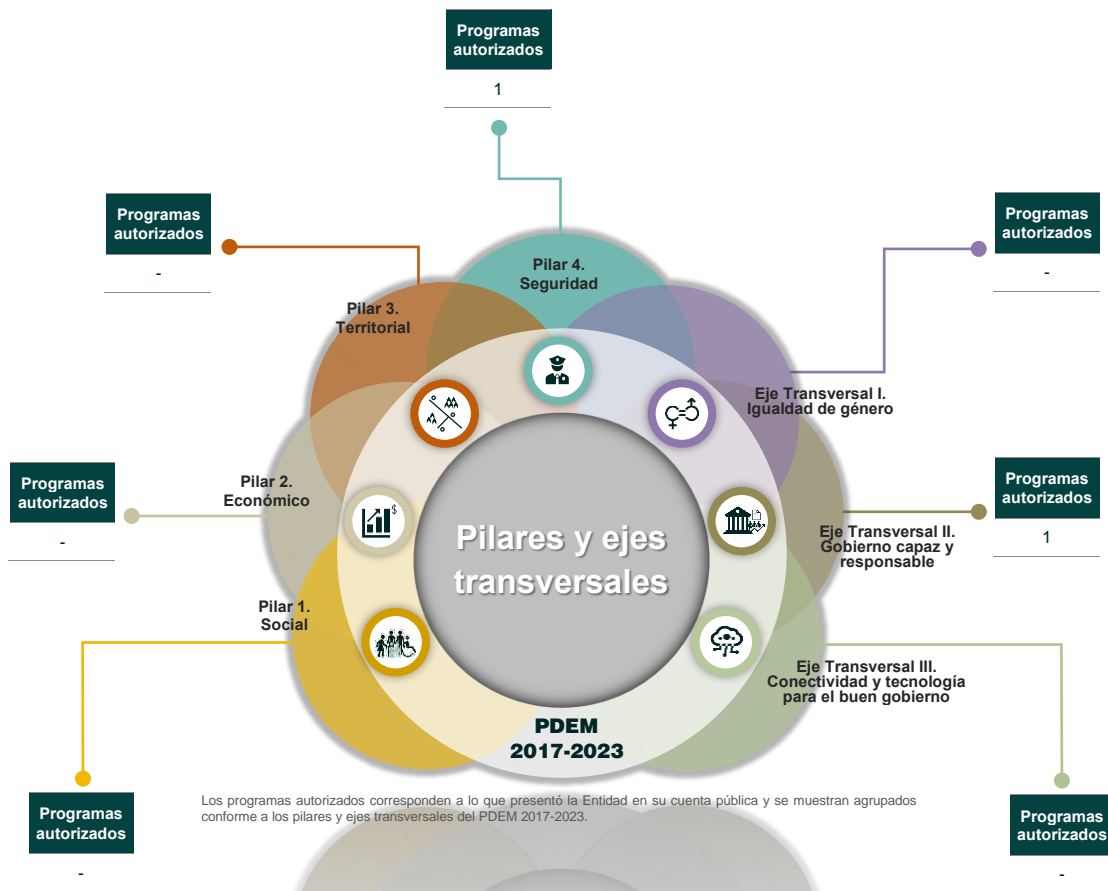 Programas
autorizados
1
Programas
autorizados
-
Programas
autorizados
-
Pilar 4.
Seguridad
Pilar 3.
Territorial
Eje Transversal I.
Igualdad de género
Programas
autorizados
-
Pilar 2.
Económico
$
Pilares y ejes
transversales
Eje Transversal II.
Gobierno capaz y
responsable
Programas
autorizados
1
Pilar 1.
Social
Eje Transversal III.
Conectividad y tecnología
para el buen gobierno
PDEM
2017-2023
Los programas autorizados corresponden a lo que presentó la Entidad en su cuenta pública y se muestran agrupados
conforme a los pilares y ejes transversales del PDEM 2017-2023.
Programas
autorizados
-
Programas
autorizados
-